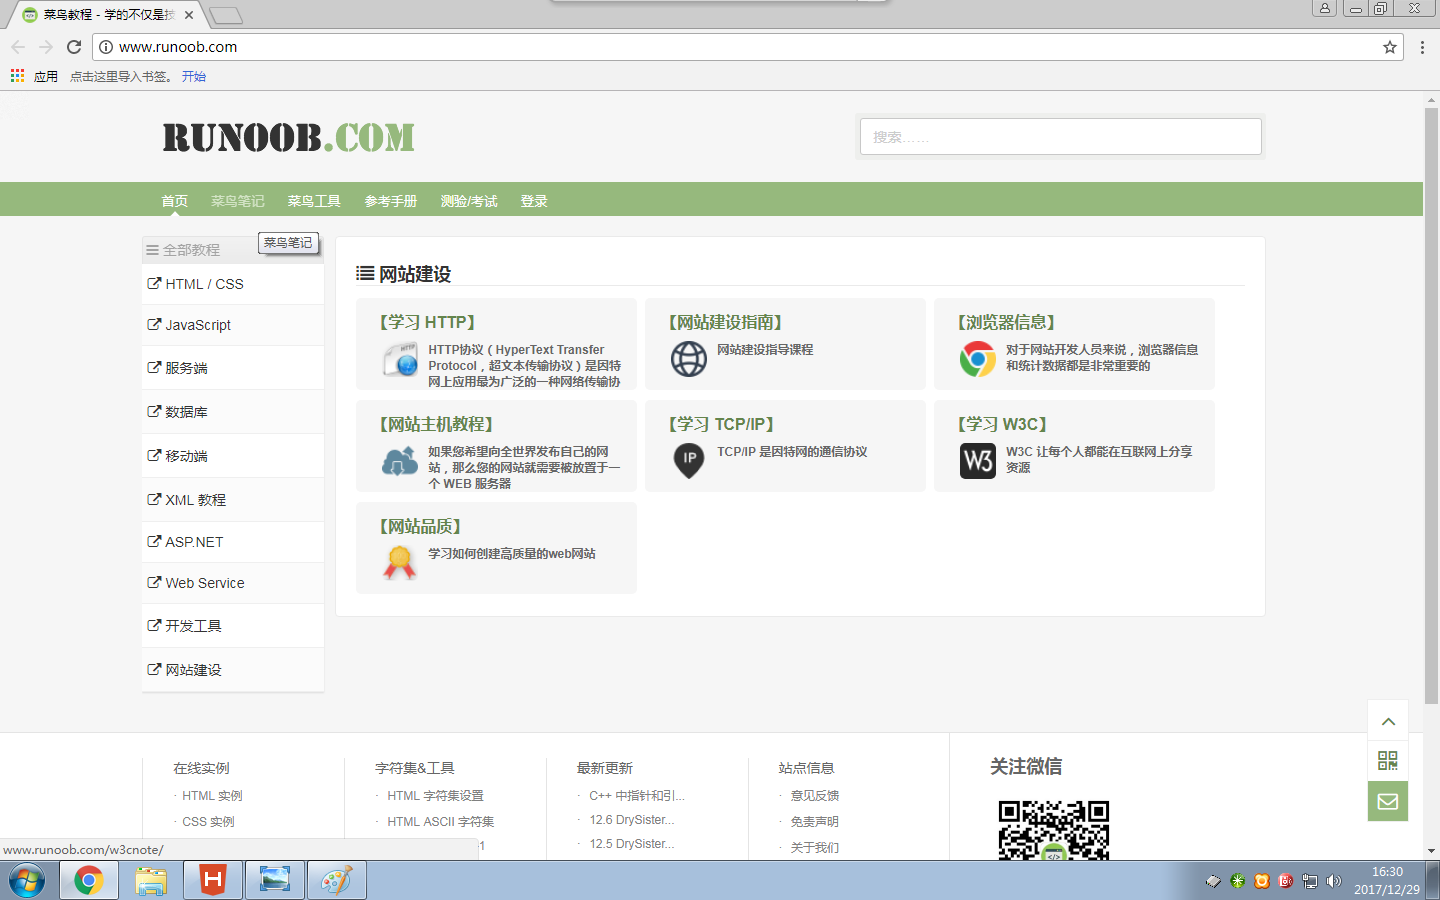 菜鸟教程 - 学的不仅是技
www.runoob.com
应用 点击这里导入书签。 开始
RUNOOB.COM
搜索……
首页 菜鸟笔记 菜鸟工具 参考手册 测验/考试 登录
菜鸟笔记
全部教程
HTML / CSS
JavaScript
服务端
数据库
移动端
XML 教程
ASP.NET
Web Service
开发工具
网站建设
网站建设
【学习 HTTP】
HTTP协议（HyperText Transfer
Protocol，超文本传输协议）是因特
网上应用最为广泛的一种网络传输协
【网站建设指南】
网站建设指导课程
【浏览器信息】
对于网站开发人员来说，浏览器信息
和统计数据都是非常重要的
【网站主机教程】
如果您希望向全世界发布自己的网
站，那么您的网站就需要被放置于一
个 WEB 服务器
【学习 TCP/IP】
IP
TCP/IP 是因特网的通信协议
【学习 W3C】
W3
W3C 让每个人都能在互联网上分享
资源
【网站品质】
学习如何创建高质量的web网站
在线实例
· HTML 实例
· CSS 实例
字符集&工具
· HTML 字符集设置
· HTML ASCII 字符集
1
最新更新
· C++ 中指针和引...
· 12.6 DrySister...
· 12.5 DrySister...
站点信息
· 意见反馈
· 免责声明
· 关于我们
关注微信
www.runoob.com/w3cnote/
16:30
2017/12/29